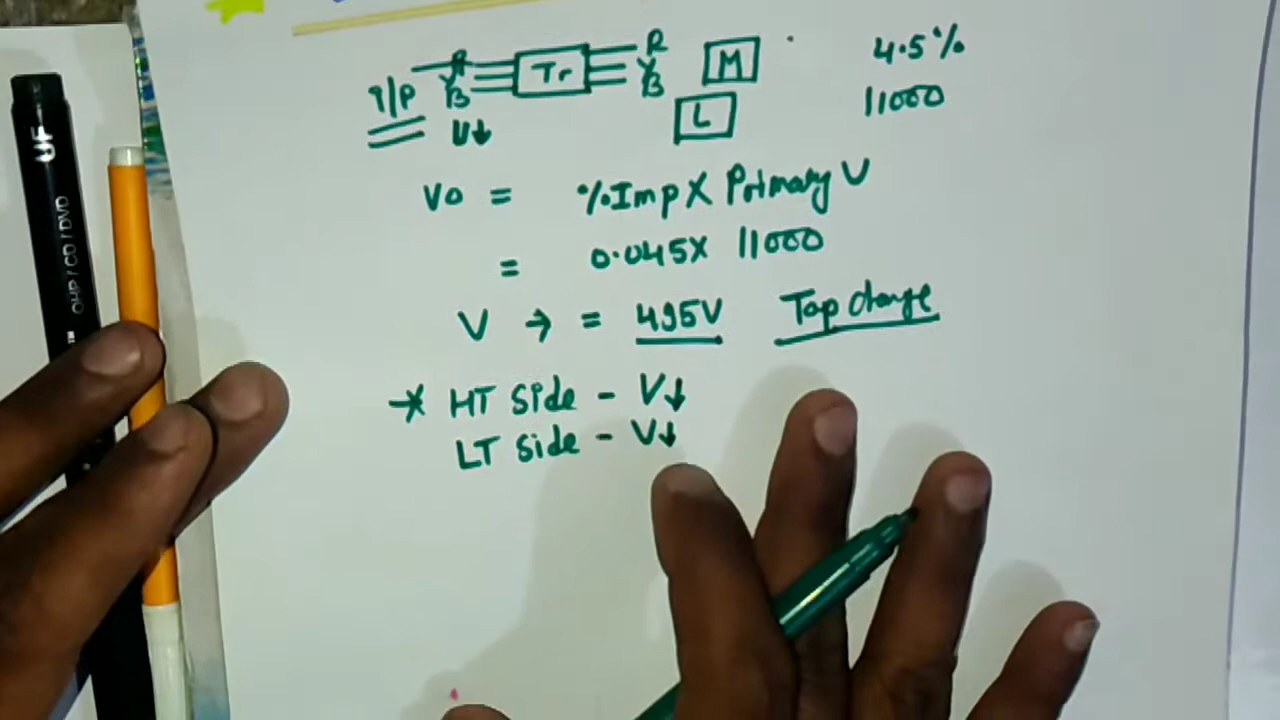 R Y B Tr R Y B M 4.5%
I/P L 11000
V↓
Vo = % Imp X Primary V
= 0.045 X 11000
V → = 495V Tap change
* HT Side - V↓
LT Side - V↓
UF
OHP / CD / DVD